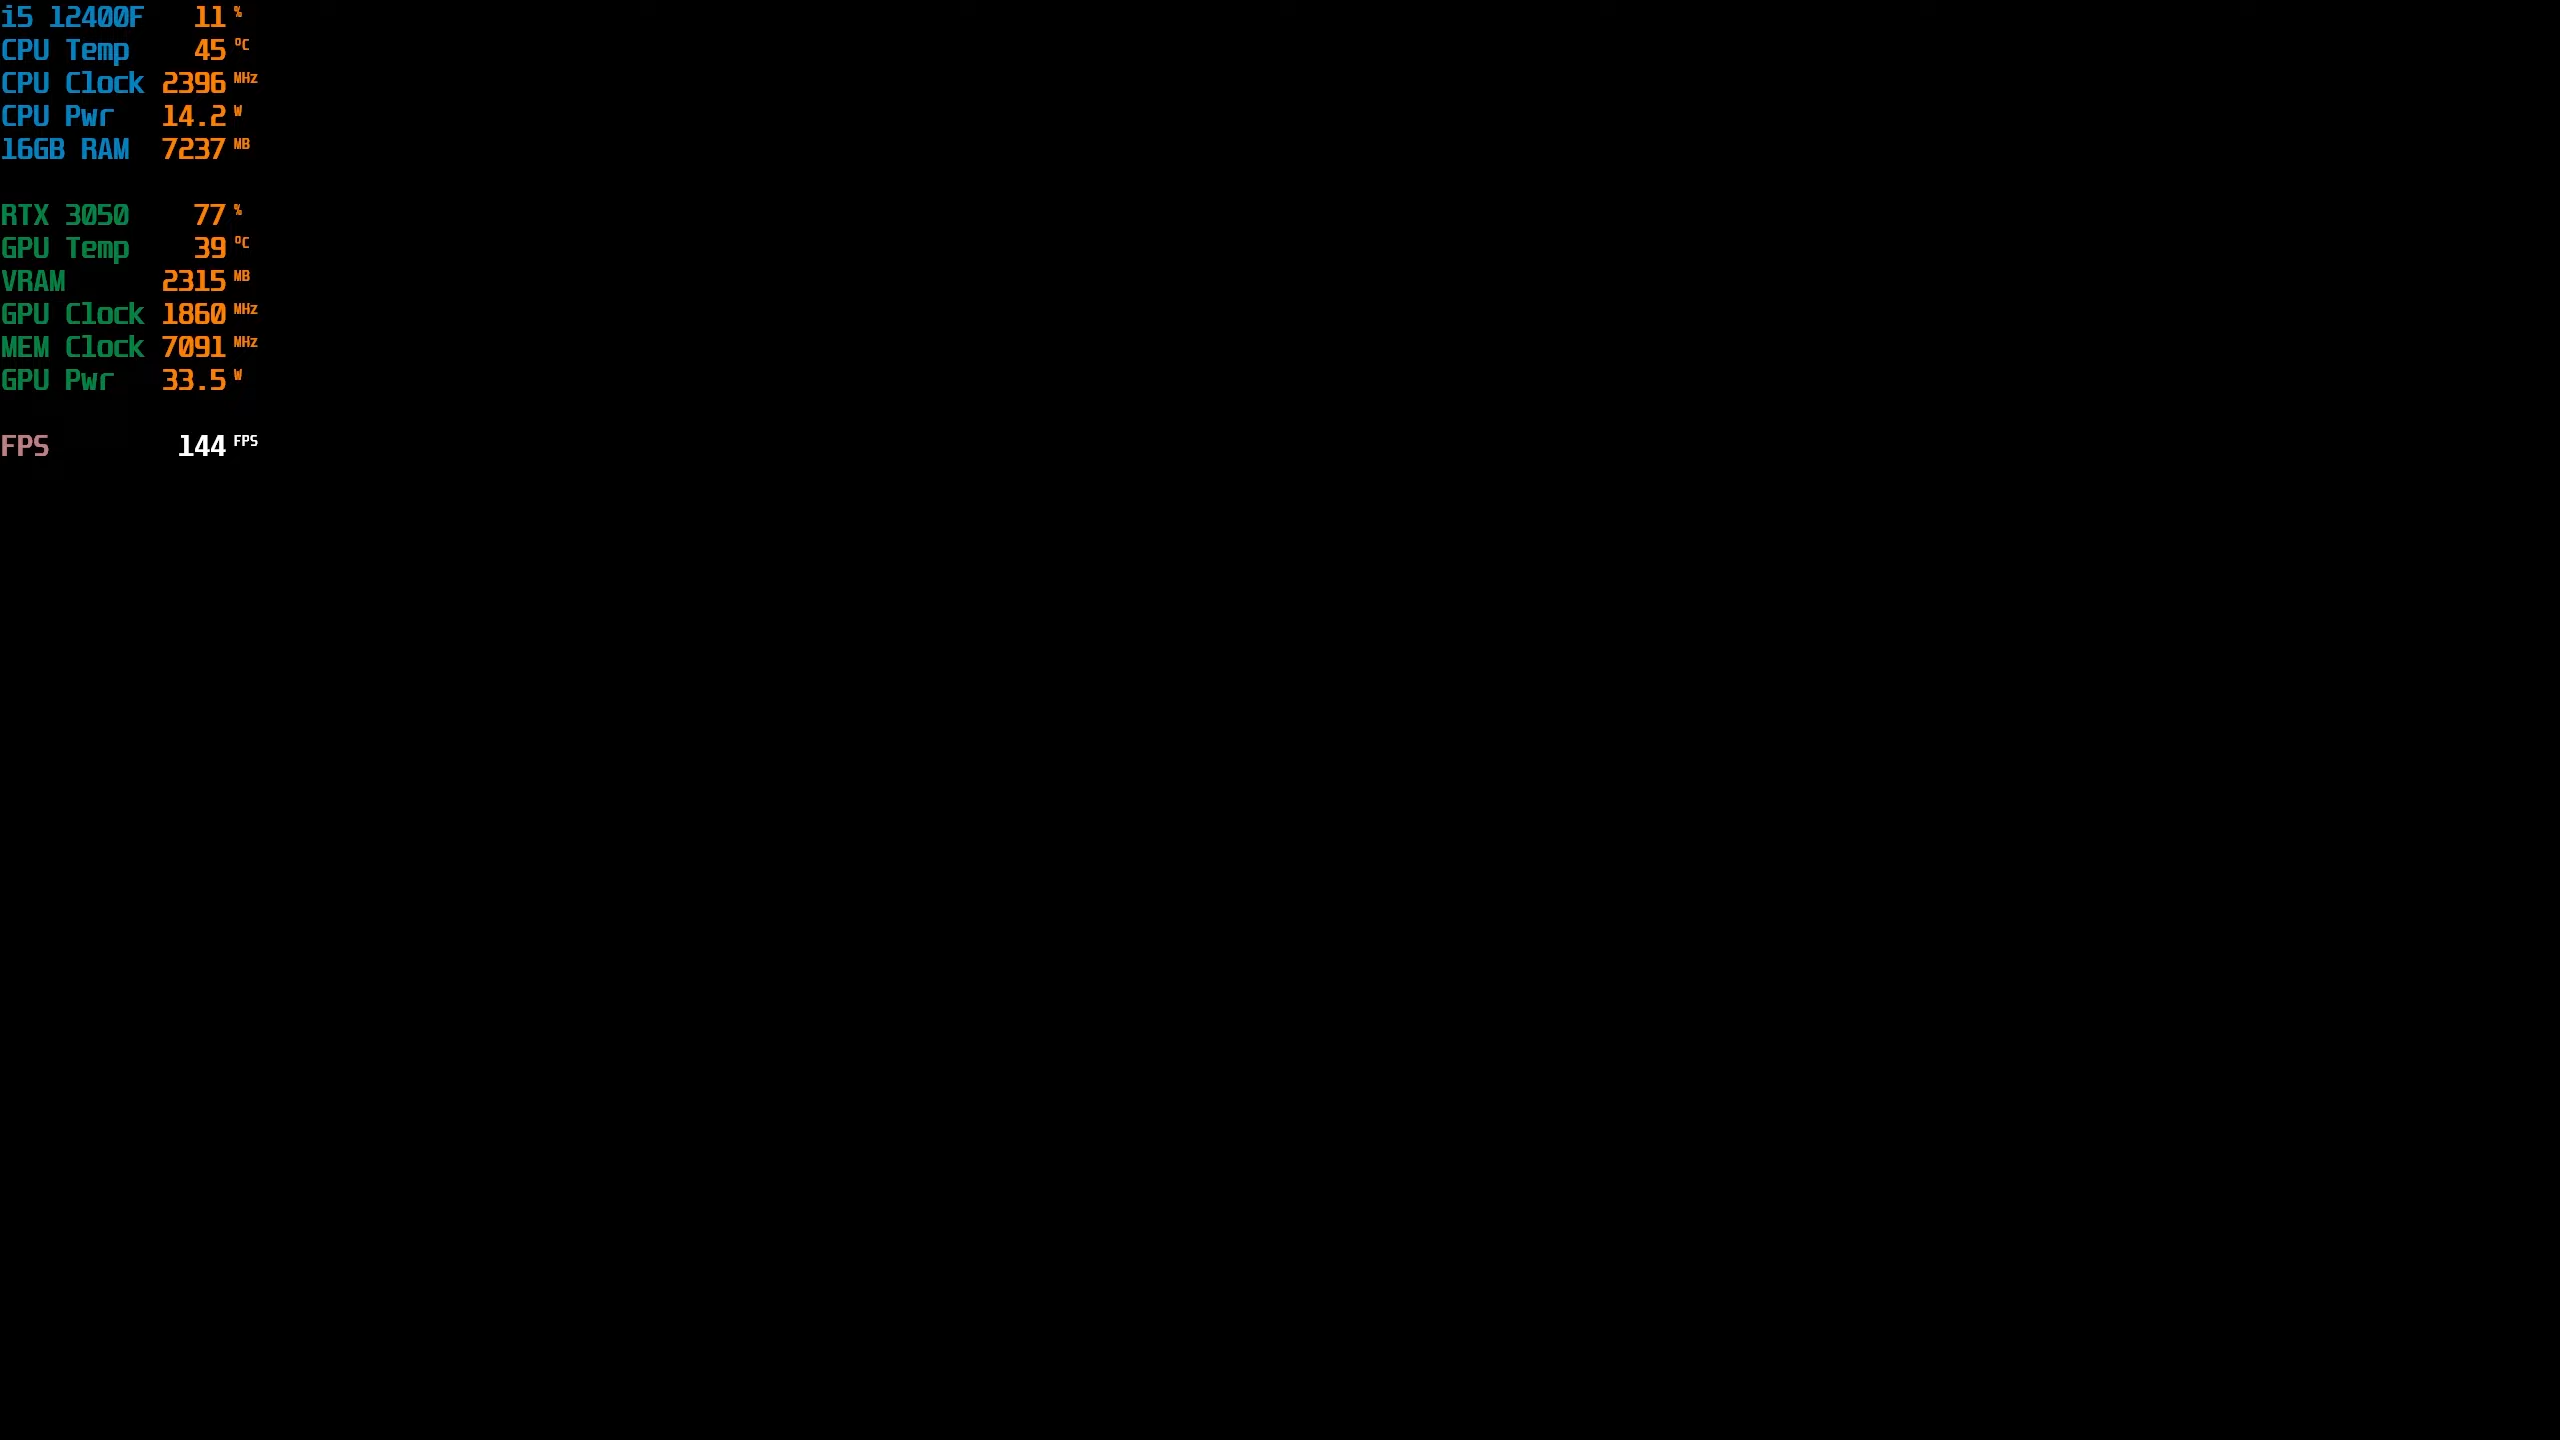 i5 12400F 11 %
CPU Temp 45 °C
CPU Clock 2396 MHz
CPU Pwr 14.2 W
16GB RAM 7237 MB
RTX 3050 77 %
GPU Temp 39 °C
VRAM 2315 MB
GPU Clock 1860 MHz
MEM Clock 7091 MHz
GPU Pwr 33.5 W
FPS 144 FPS